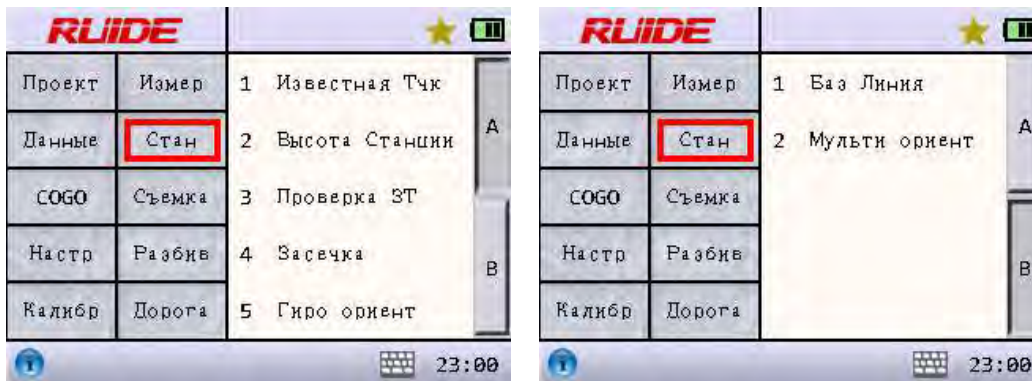 RUIDE
Проект Измер 1 Известная Тчк
Данные Стан 2 Высота Станции A
COGO Съемка 3 Проверка ЗТ
Настр Разбив 4 Засечка B
Калибр Дорога 5 Гиро ориент
23:00
RUIDE
Проект Измер 1 Баз Линия
Данные Стан 2 Мульти ориент A
COGO Съемка
Настр Разбив B
Калибр Дорога
23:00